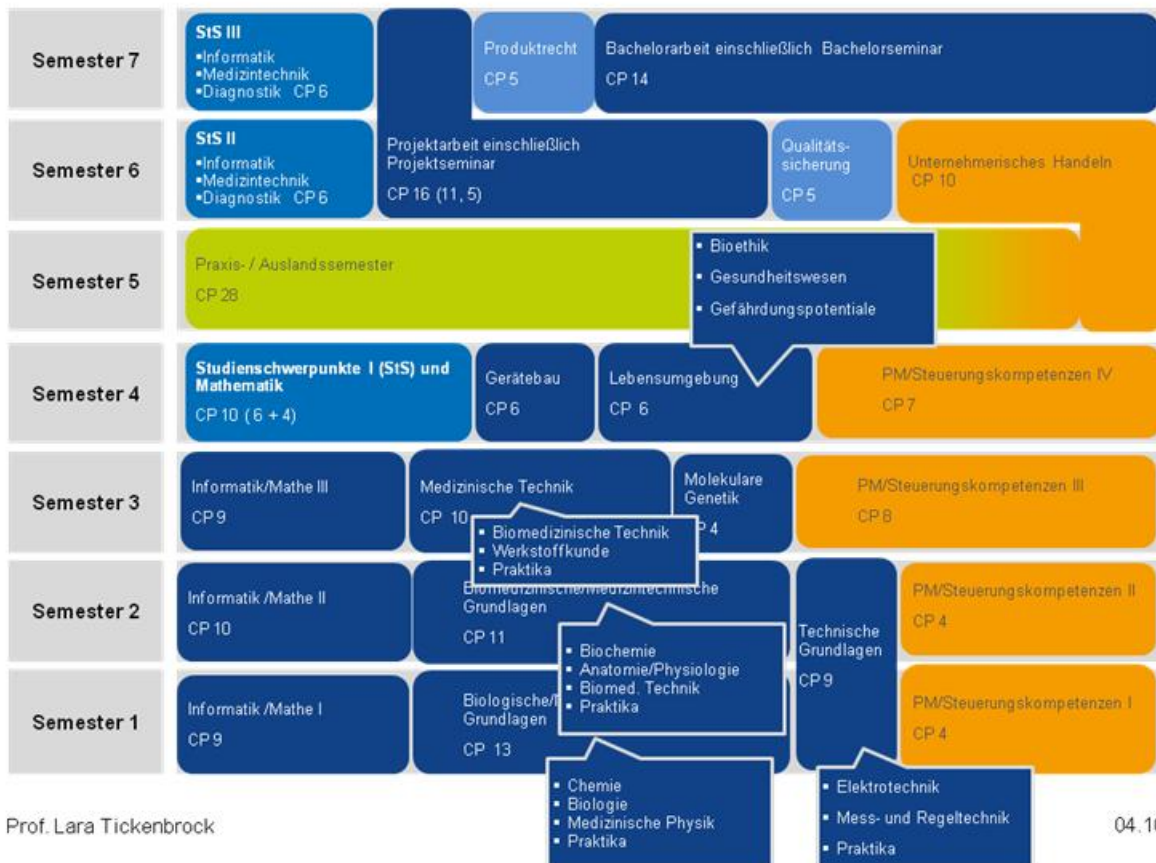 Semester 7
StS III
▪Informatik
▪Medizintechnik
▪Diagnostik CP 6
Produktrecht
CP 5
Bachelorarbeit einschließlich Bachelorseminar
CP 14
Semester 6
StS II
▪Informatik
▪Medizintechnik
▪Diagnostik CP 6
Projektarbeit einschließlich
Projektseminar
CP 16 (11, 5)
Qualitäts-
sicherung
CP 5
Unternehmerisches Handeln
CP 10
Semester 5
Praxis- / Auslandssemester
CP 28
▪ Bioethik
▪ Gesundheitswesen
▪ Gefährdungspotentiale
Semester 4
Studienschwerpunkte I (StS) und
Mathematik
CP 10 ( 6 + 4)
Gerätebau
CP 6
Lebensumgebung
CP 6
PM/Steuerungskompetenzen IV
CP 7
Semester 3
Informatik/Mathe III
CP 9
Medizinische Technik
CP 10
Molekulare
Genetik
4
▪ Biomedizinische Technik
▪ Werkstoffkunde
▪ Praktika
PM/Steuerungskompetenzen III
CP 8
Semester 2
Informatik /Mathe II
CP 10
Biomedizinische/Medizintechnische
Grundlagen
CP 11
▪ Biochemie
▪ Anatomie/Physiologie
▪ Biomed. Technik
▪ Praktika
Technische
Grundlagen
CP 9
PM/Steuerungskompetenzen II
CP 4
Semester 1
Informatik /Mathe I
CP 9
Biologische/
Grundlagen
CP 13
▪ Chemie
▪ Biologie
▪ Medizinische Physik
▪ Praktika
PM/Steuerungskompetenzen I
CP 4
▪ Elektrotechnik
▪ Mess- und Regeltechnik
▪ Praktika
Prof. Lara Tickenbrock
04.10